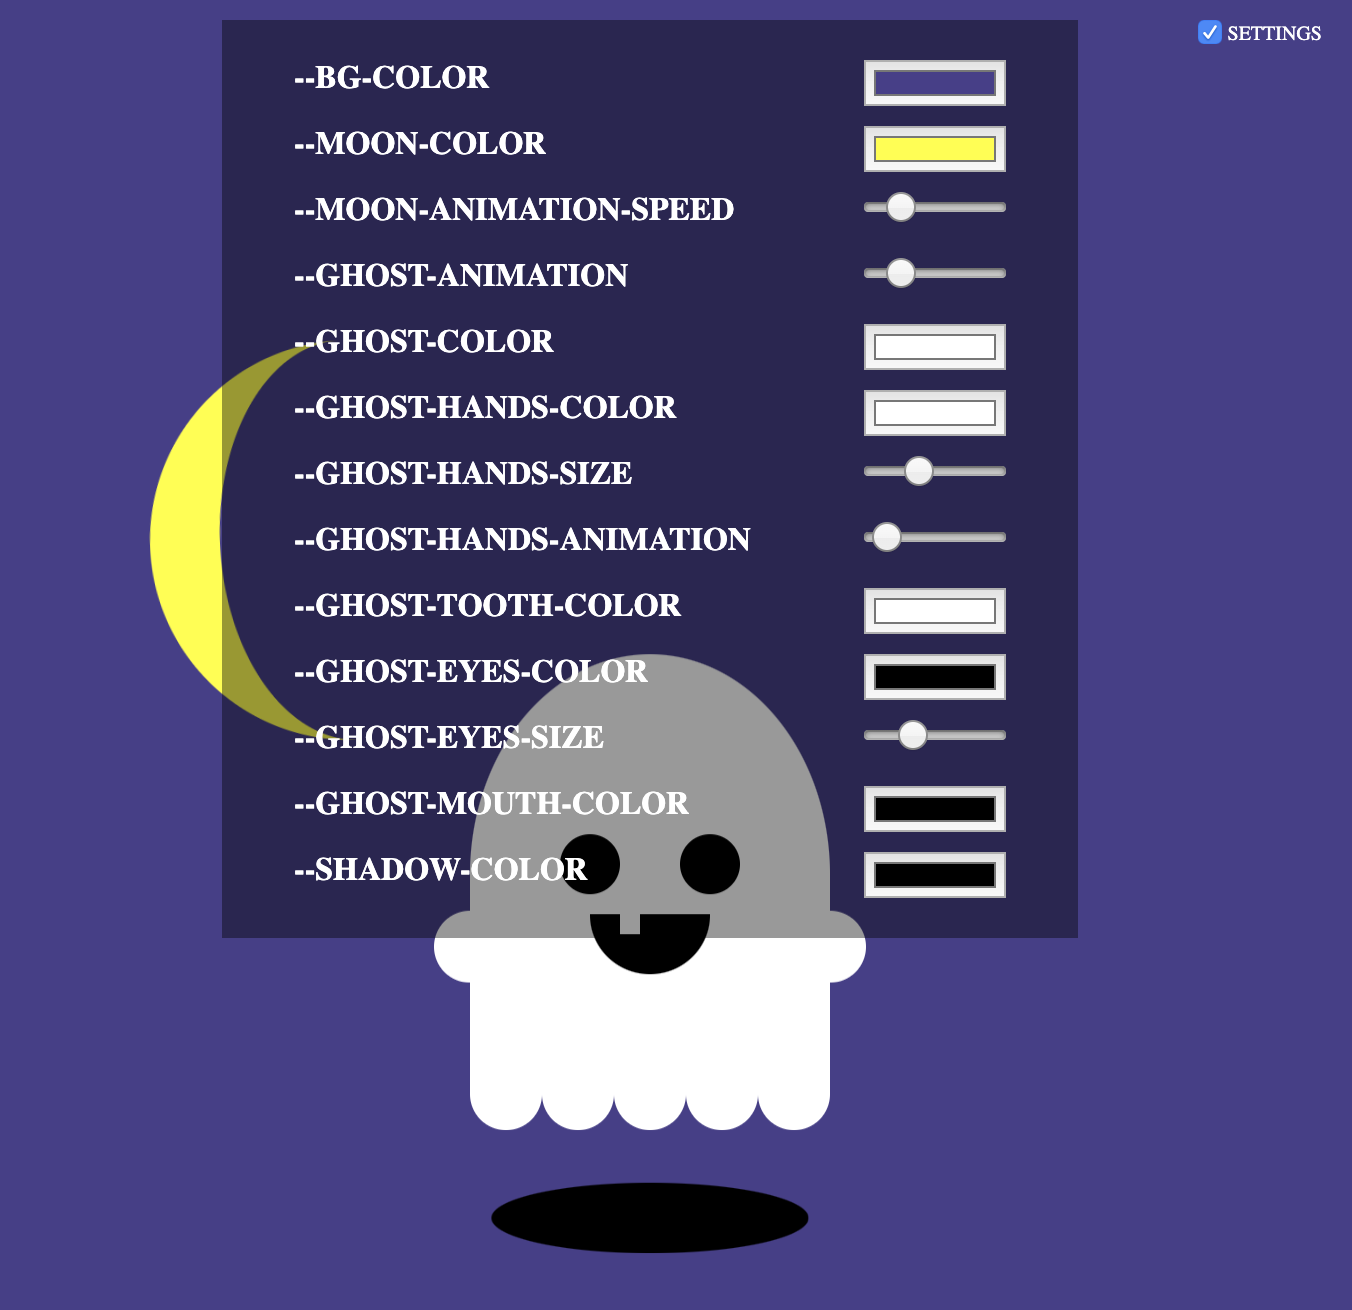 SETTINGS
--BG-COLOR
--MOON-COLOR
--MOON-ANIMATION-SPEED
--GHOST-ANIMATION
--GHOST-COLOR
--GHOST-HANDS-COLOR
--GHOST-HANDS-SIZE
--GHOST-HANDS-ANIMATION
--GHOST-TOOTH-COLOR
--GHOST-EYES-COLOR
--GHOST-EYES-SIZE
--GHOST-MOUTH-COLOR
--SHADOW-COLOR